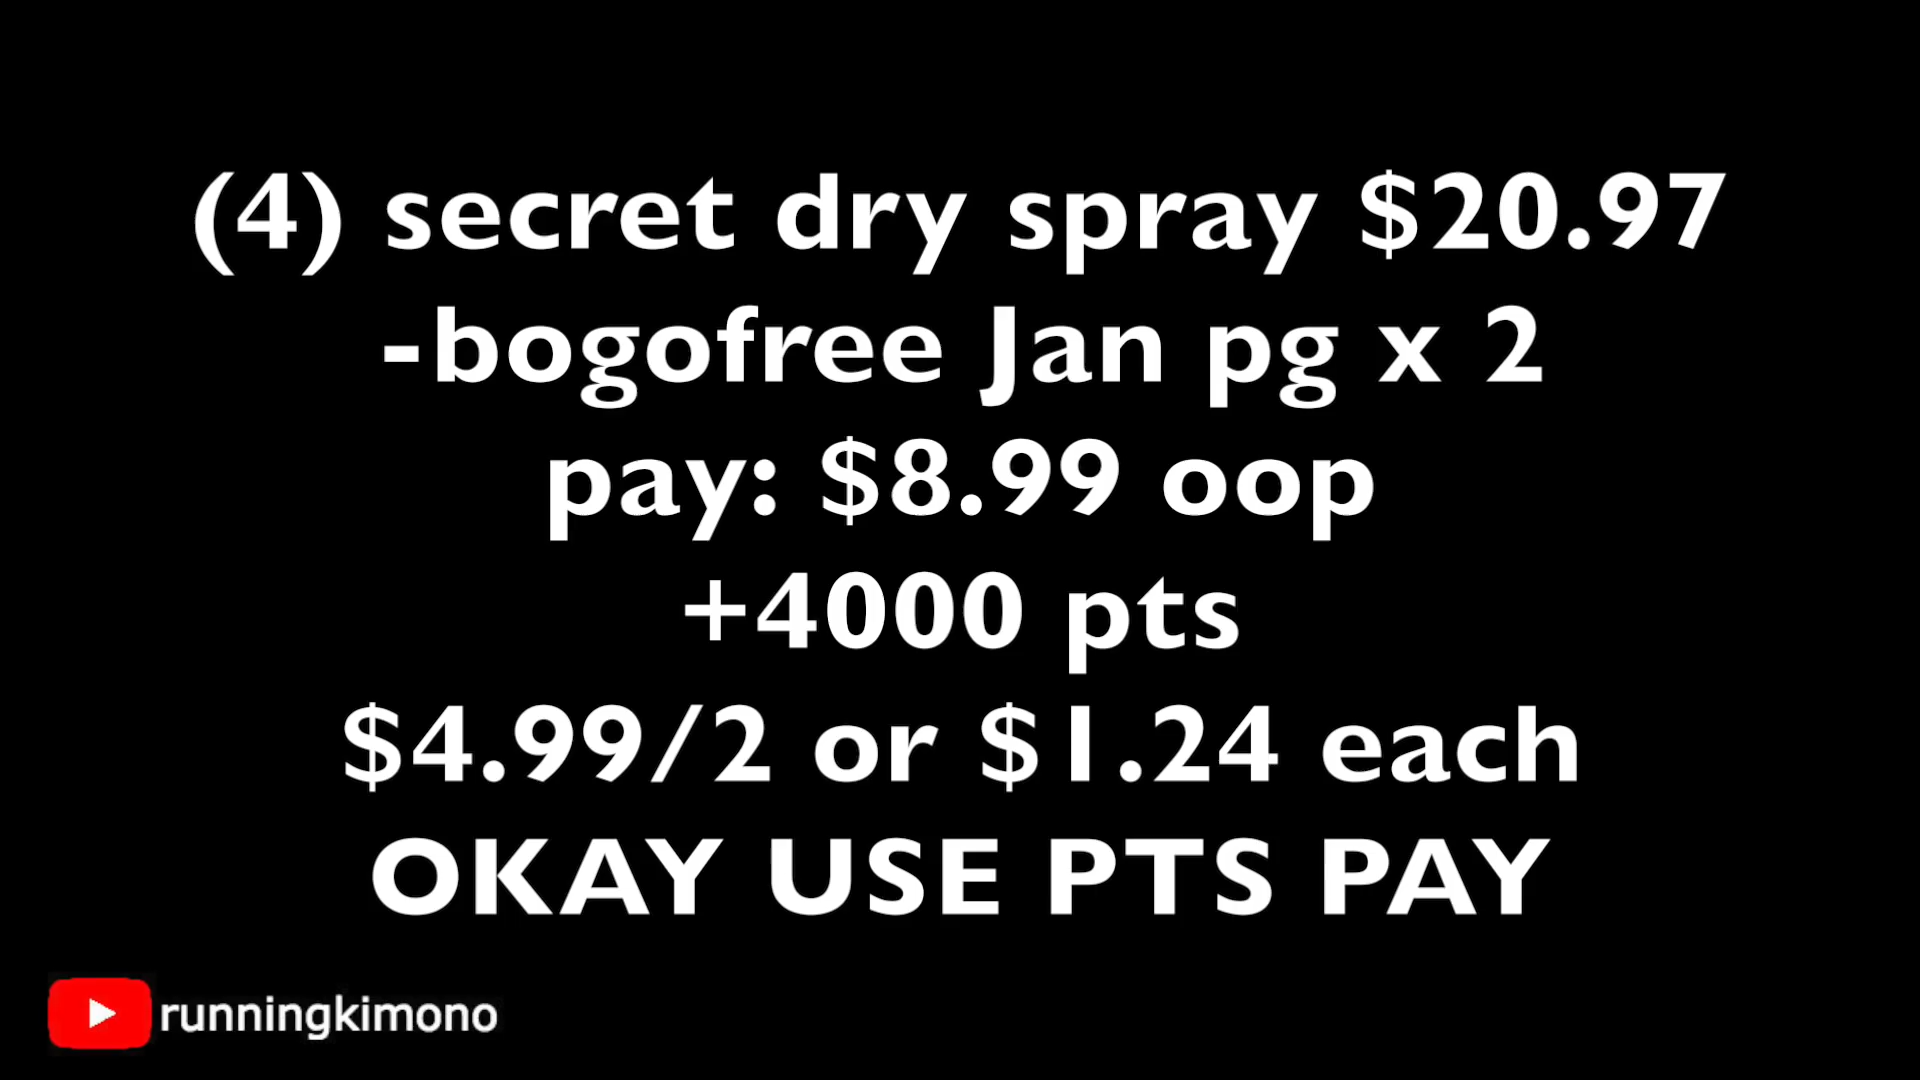 (4) secret dry spray $20.97
-bogofree Jan pg x 2
pay: $8.99 oop
+4000 pts
$4.99/2 or $1.24 each
OKAY USE PTS PAY
runningkimono